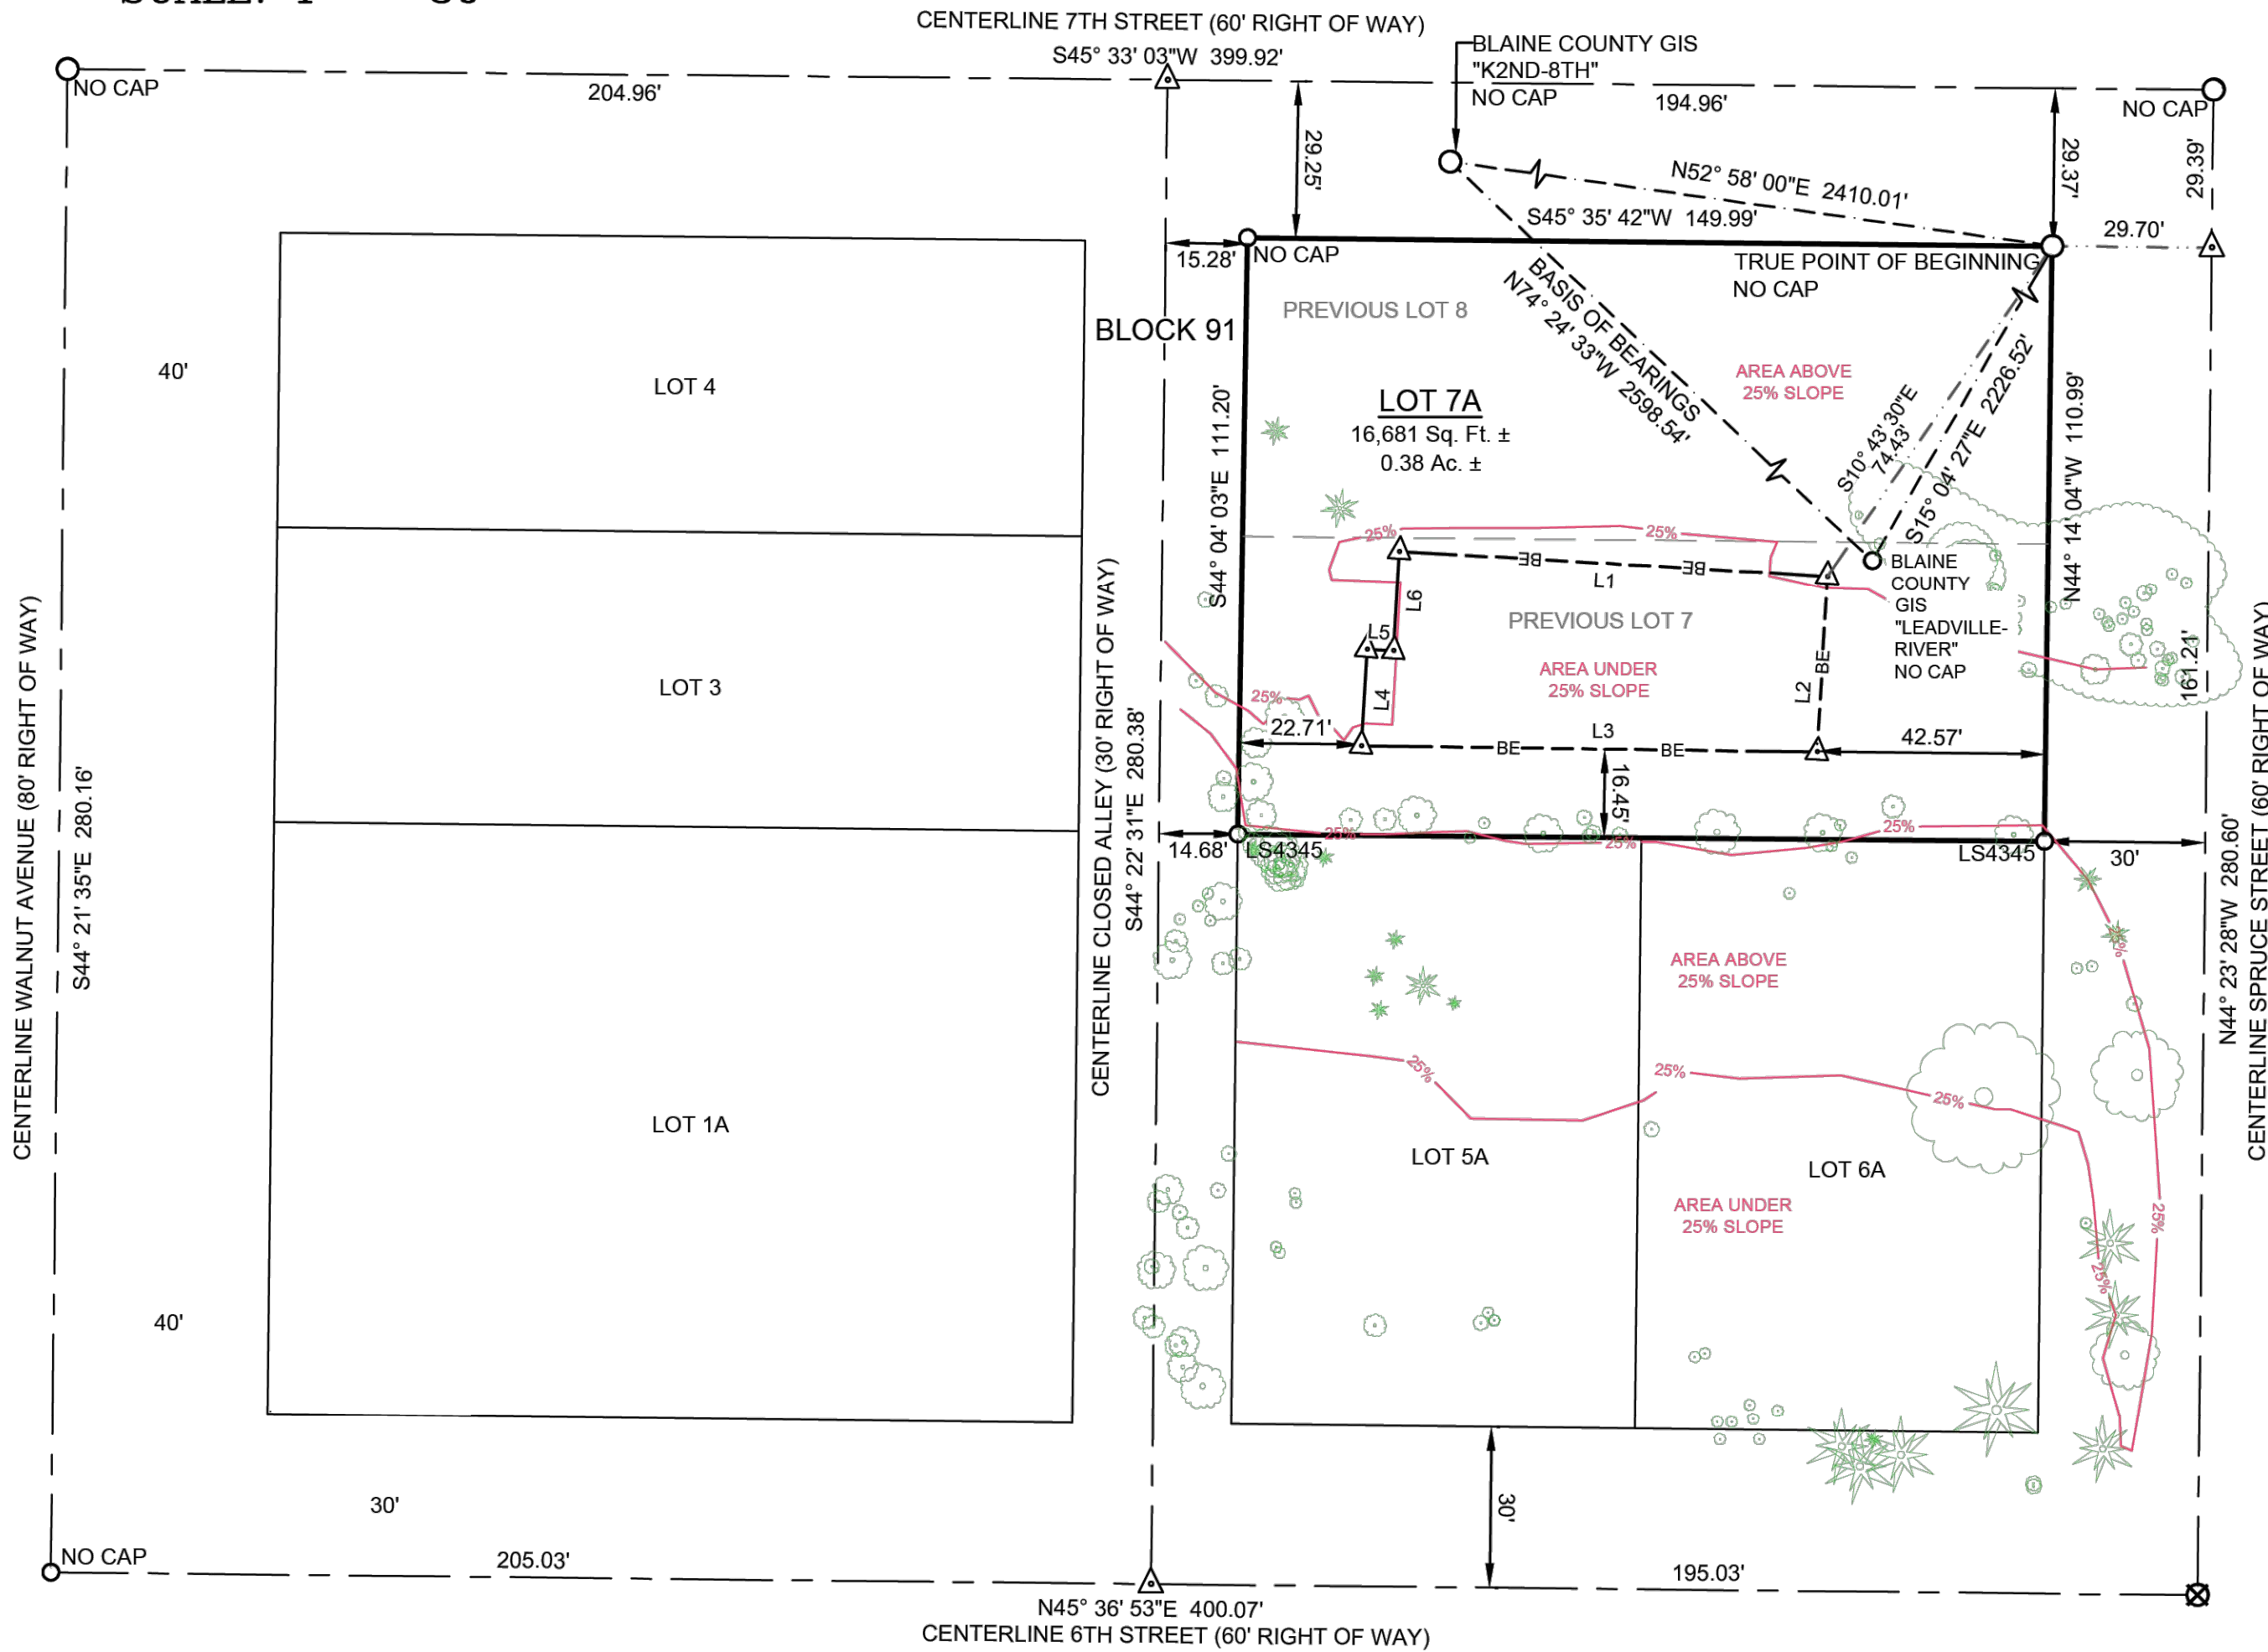 CENTERLINE 7TH STREET (60' RIGHT OF WAY)
S45° 33' 03"W 399.92'
BLAINE COUNTY GIS
"K2ND-8TH"
NO CAP
NO CAP
204.96'
194.96'
NO CAP
29.25'
29.37'
29.39'
N52° 58' 00"E 2410.01'
S45° 35' 42"W 149.99'
29.70'
15.28'
NO CAP
TRUE POINT OF BEGINNING
NO CAP
BASIS OF BEARINGS
N74° 24' 33"W 2598.54'
PREVIOUS LOT 8
BLOCK 91
40'
LOT 4
AREA ABOVE
25% SLOPE
LOT 7A
16,681 Sq. Ft. ±
0.38 Ac. ±
S10° 43' 30"E
74.43'
S15° 04' 27"E 2226.52'
S44° 04' 03"E 111.20'
N44° 14' 04"W 110.99'
25%
25%
BE
BE
L1
BLAINE
COUNTY
GIS
"LEADVILLE-
RIVER"
NO CAP
L6
L5
PREVIOUS LOT 7
AREA UNDER
25% SLOPE
LOT 3
L4
L2
BE
161.21'
25%
22.71'
L3
BE
BE
42.57'
16.45'
CENTERLINE WALNUT AVENUE (80' RIGHT OF WAY)
S44° 21' 35"E 280.16'
CENTERLINE CLOSED ALLEY (30' RIGHT OF WAY)
S44° 22' 31"E 280.38'
N44° 23' 28"W 280.60'
CENTERLINE SPRUCE STREET (60' RIGHT OF WAY)
25%
25%
25%
14.68'
LS4345
LS4345
30'
AREA ABOVE
25% SLOPE
25%
25%
25%
LOT 1A
LOT 5A
LOT 6A
AREA UNDER
25% SLOPE
25%
25%
40'
30'
30'
NO CAP
205.03'
195.03'
N45° 36' 53"E 400.07'
CENTERLINE 6TH STREET (60' RIGHT OF WAY)